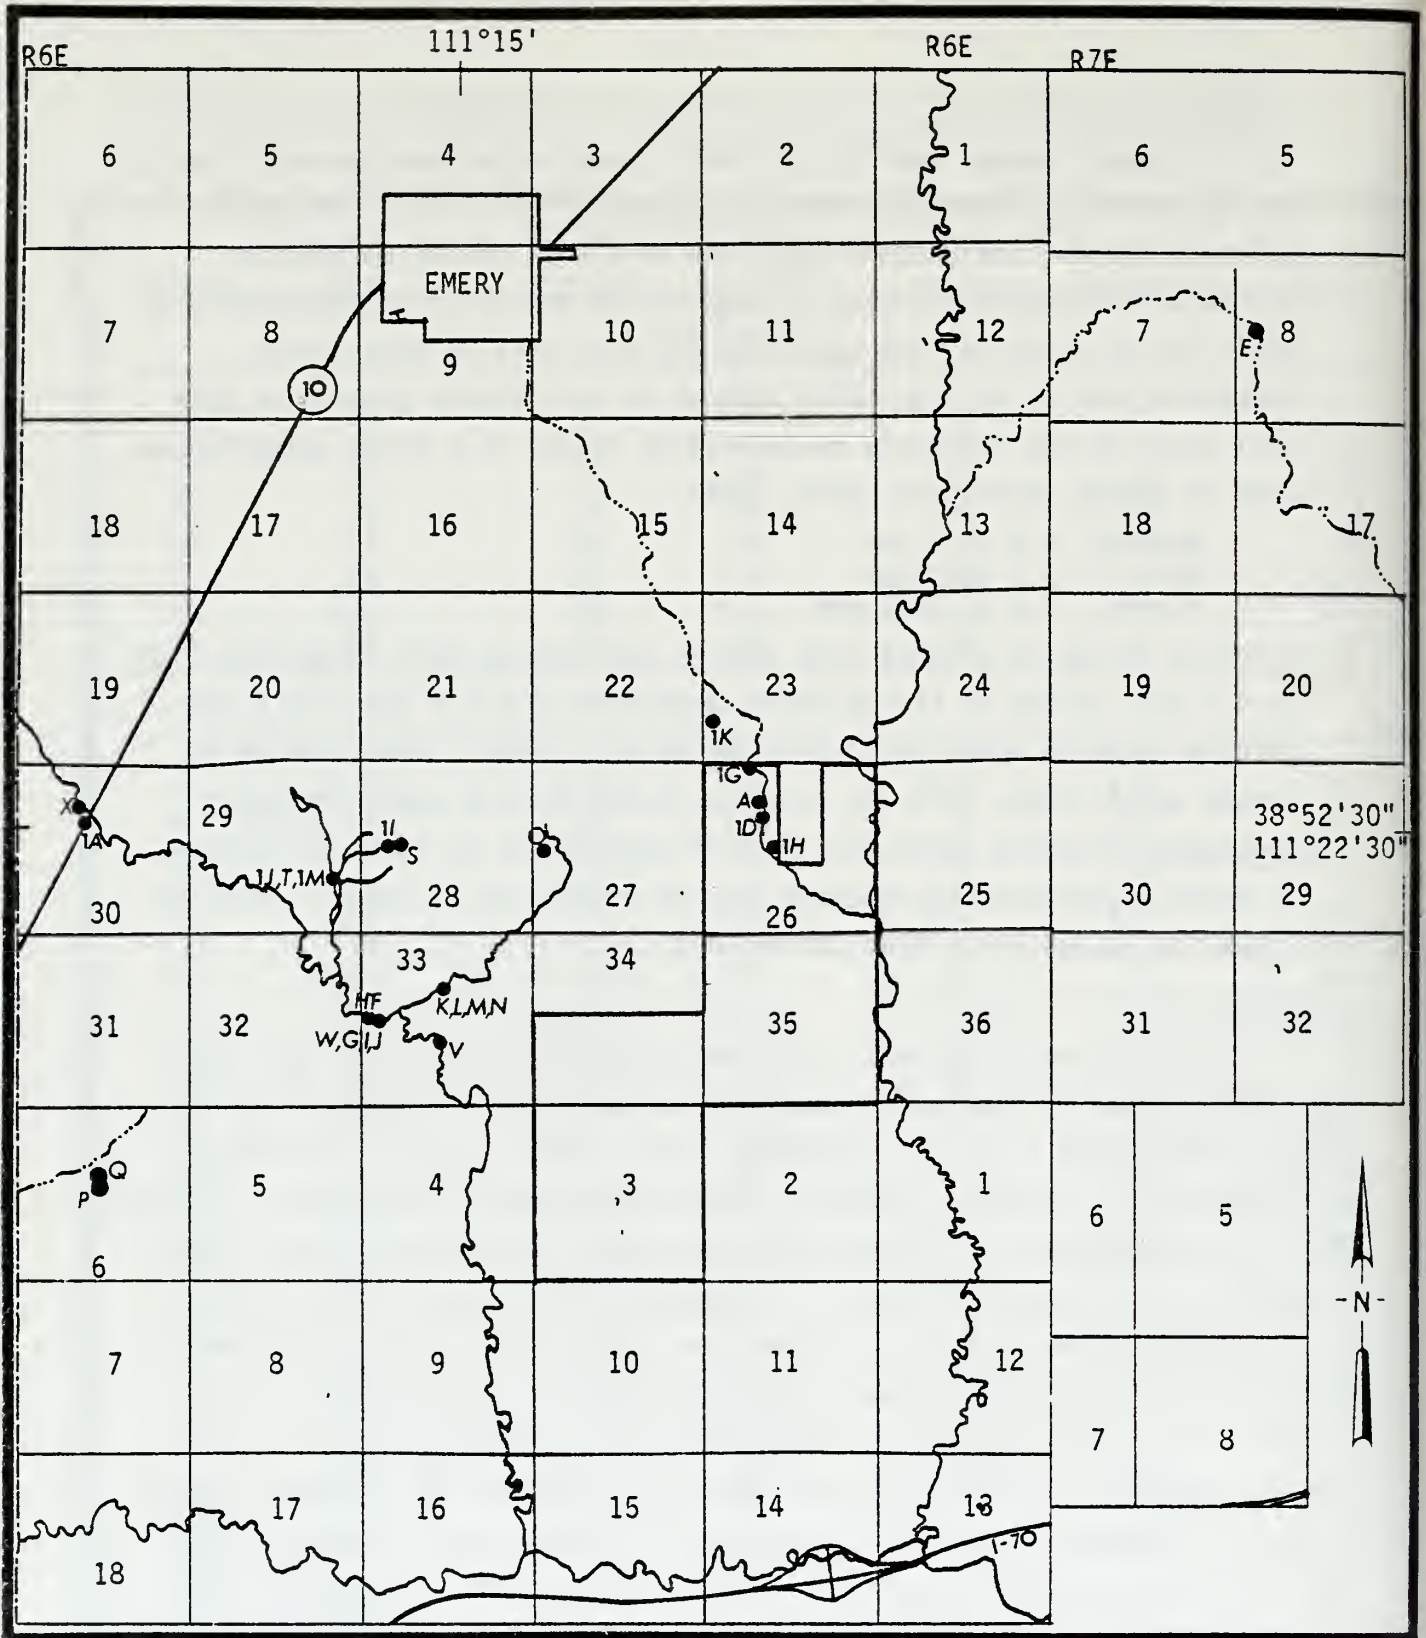 111°15'
R6E R6E R7E
6 5 4 3 2 1 6 5
EMERY
7 8 9 10 11 12 7 8
E
10
18 17 16 15 14 13 18 17
19 20 21 22 23 24 19 20
1K
1G
X 29 A 38°52'30"
1A 1I S O 1D 1H 111°22'30"
1J,T,1M
30 28 27 26 25 30 29
33 34
HF K,L,M,N
31 32 35 36 31 32
W,G,I,J V
Q
P
5 4 3 2 1 6 5
6
-N-
7 8 9 10 11 12
7 8
17 16 15 14 13
I-70
18